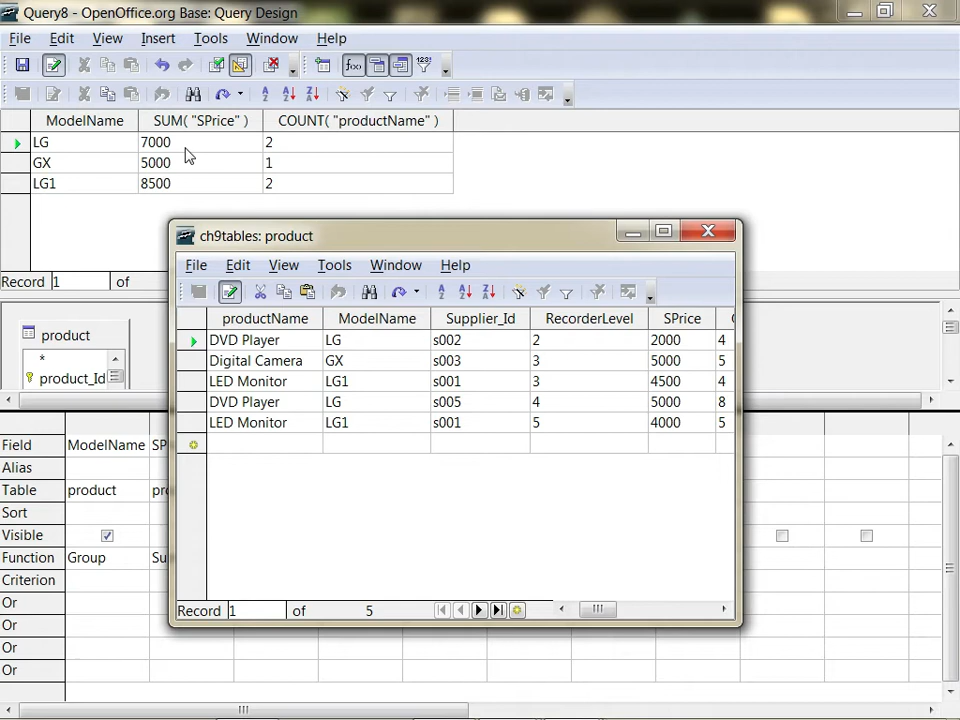 Query8 - OpenOffice.org Base: Query Design
File Edit View Insert Tools Window Help
ModelName SUM( "SPrice" ) COUNT( "productName" )
LG 7000 2
GX 5000 1
LG1 8500 2
Record 1 of
ch9tables: product
File Edit View Tools Window Help
productName ModelName Supplier_Id RecorderLevel SPrice
DVD Player LG s002 2 2000 4
Digital Camera GX s003 3 5000 5
LED Monitor LG1 s001 3 4500 4
DVD Player LG s005 4 5000 8
LED Monitor LG1 s001 5 4000 5
Record 1 of 5
product
*
product_Id
Field ModelName SP
Alias
Table product pro
Sort
Visible
Function Group Su
Criterion
Or
Or
Or
Or